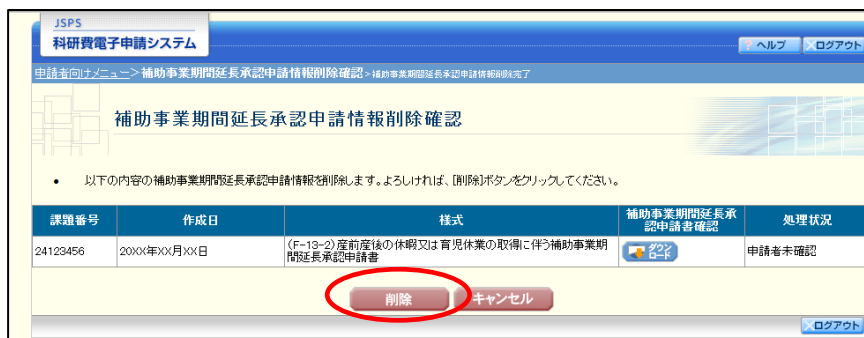 JSPS
科研費電子申請システム
ヘルプ
ログアウト
申請者向けメニュー>補助事業期間延長承認申請情報削除確認>補助事業期間延長承認申請情報削除完了
補助事業期間延長承認申請情報削除確認
• 以下の内容の補助事業期間延長承認申請情報を削除します。よろしければ、[削除]ボタンをクリックしてください。
課題番号 作成日 様式 補助事業期間延長承
認申請書確認 処理状況
24123456 20XX年XX月XX日 (F-13-2)産前産後の休暇又は育児休業の取得に伴う補助事業期
間延長承認申請書 ダウン
ロード 申請者未確認
削除 キャンセル
ログアウト